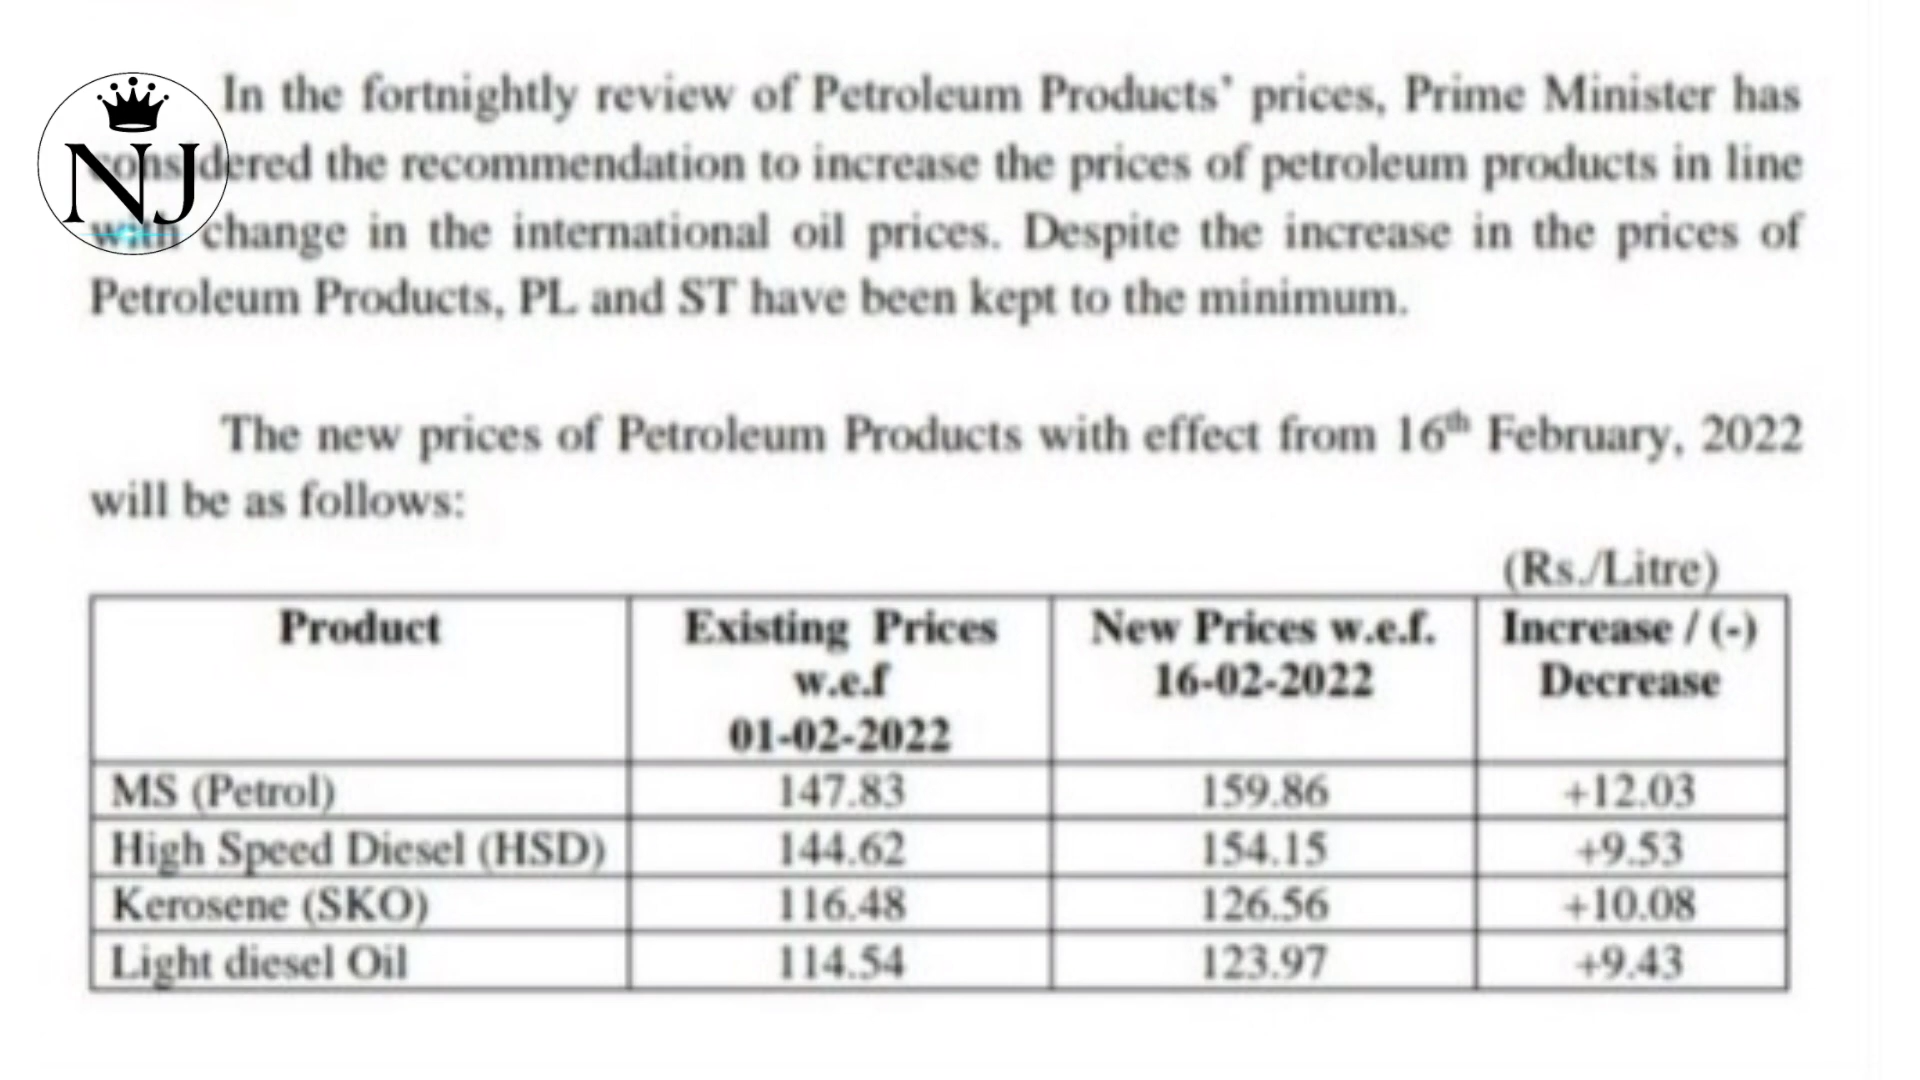 NJ
In the fortnightly review of Petroleum Products' prices, Prime Minister has
considered the recommendation to increase the prices of petroleum products in line
with change in the international oil prices. Despite the increase in the prices of
Petroleum Products, PL and ST have been kept to the minimum.
The new prices of Petroleum Products with effect from 16th February, 2022
will be as follows:
(Rs./Litre)
Product Existing Prices w.e.f 01-02-2022 New Prices w.e.f. 16-02-2022 Increase / (-) Decrease
MS (Petrol) 147.83 159.86 +12.03
High Speed Diesel (HSD) 144.62 154.15 +9.53
Kerosene (SKO) 116.48 126.56 +10.08
Light diesel Oil 114.54 123.97 +9.43